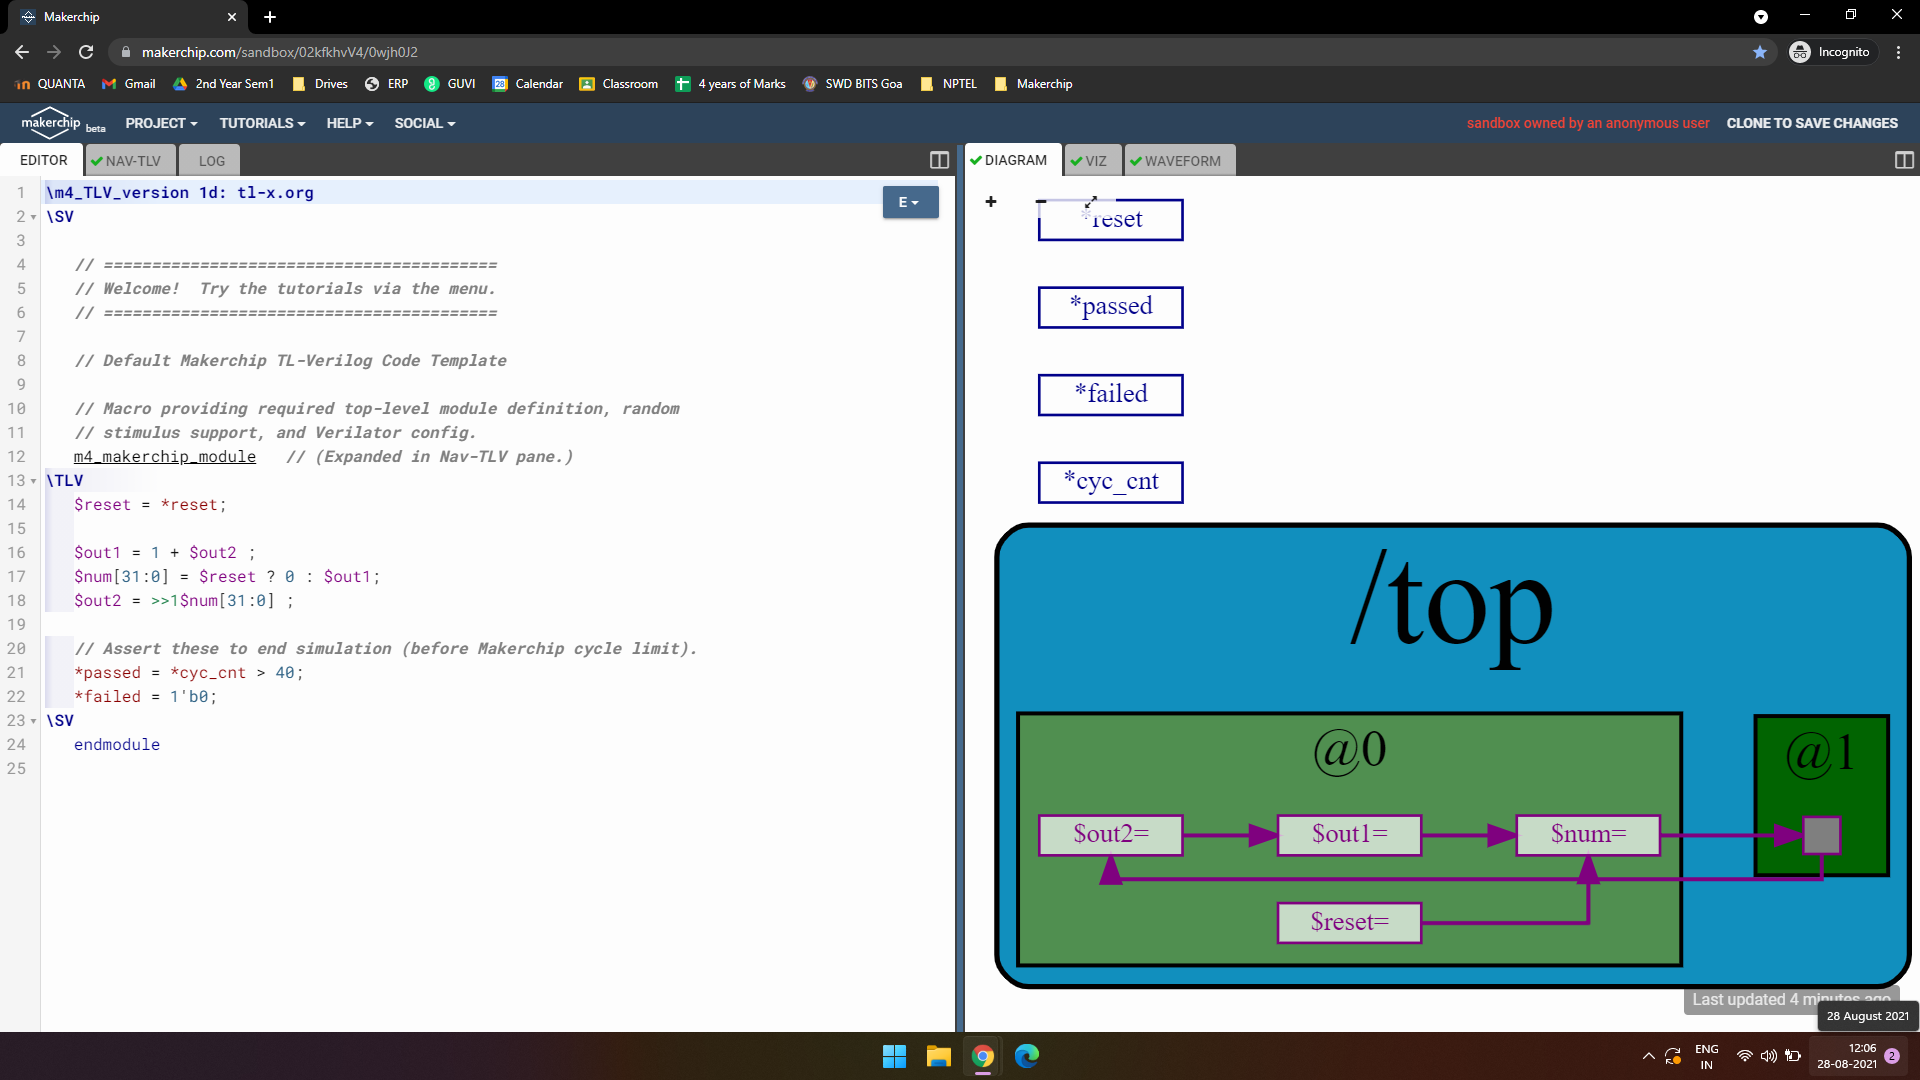 Makerchip
makerchip.com/sandbox/02kfkhvV4/0wjh0J2
Incognito
QUANTA Gmail 2nd Year Sem1 Drives ERP GUVI Calendar Classroom 4 years of Marks SWD BITS Goa NPTEL Makerchip
makerchip beta PROJECT TUTORIALS HELP SOCIAL sandbox owned by an anonymous user CLONE TO SAVE CHANGES
EDITOR NAV-TLV LOG
DIAGRAM VIZ WAVEFORM
E
1 \m4_TLV_version 1d: tl-x.org
2 \SV
3
4 // =========================================
5 // Welcome!  Try the tutorials via the menu.
6 // =========================================
7
8 // Default Makerchip TL-Verilog Code Template
9
10 // Macro providing required top-level module definition, random
11 // stimulus support, and Verilator config.
12 m4_makerchip_module   // (Expanded in Nav-TLV pane.)
13 \TLV
14 $reset = *reset;
15
16 $out1 = 1 + $out2 ;
17 $num[31:0] = $reset ? 0 : $out1;
18 $out2 = >>1$num[31:0] ;
19
20 // Assert these to end simulation (before Makerchip cycle limit).
21 *passed = *cyc_cnt > 40;
22 *failed = 1'b0;
23 \SV
24 endmodule
25
*reset
*passed
*failed
*cyc_cnt
/top
@0
@1
$out2= $out1= $num=
$reset=
Last updated 4 minutes ago
28 August 2021
ENG
IN
12:06
28-08-2021
2